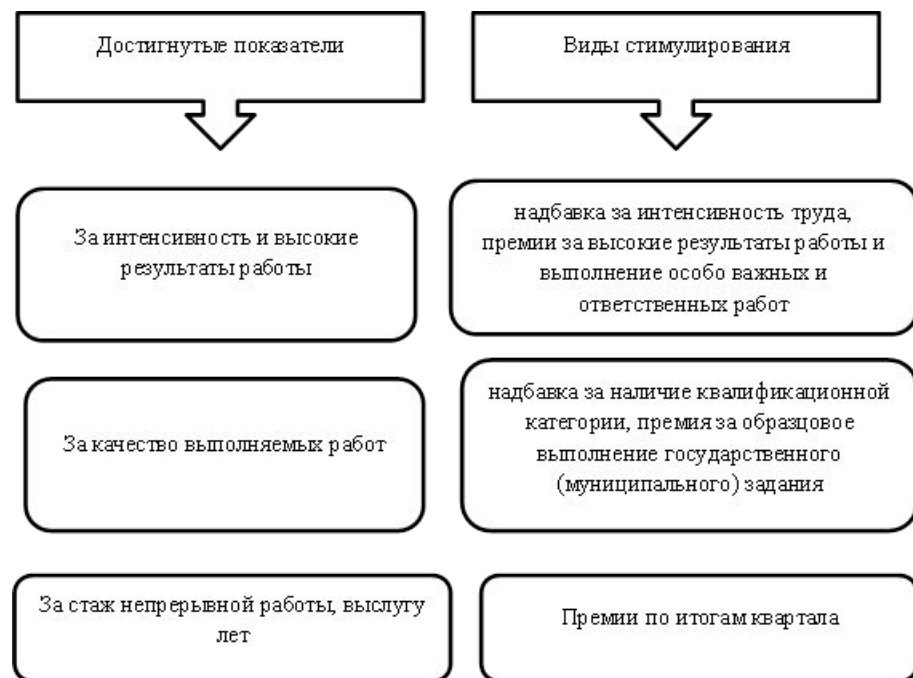 Достигнутые показатели
Виды стимулирования
За интенсивность и высокие
результаты работы
надбавка за интенсивность труда,
премии за высокие результаты работы и
выполнение особо важных и
ответственных работ
За качество выполняемых работ
надбавка за наличие квалификационной
категории, премия за образцовое
выполнение государственного
(муниципального) задания
За стаж непрерывной работы, выслугу
лет
Премии по итогам квартала